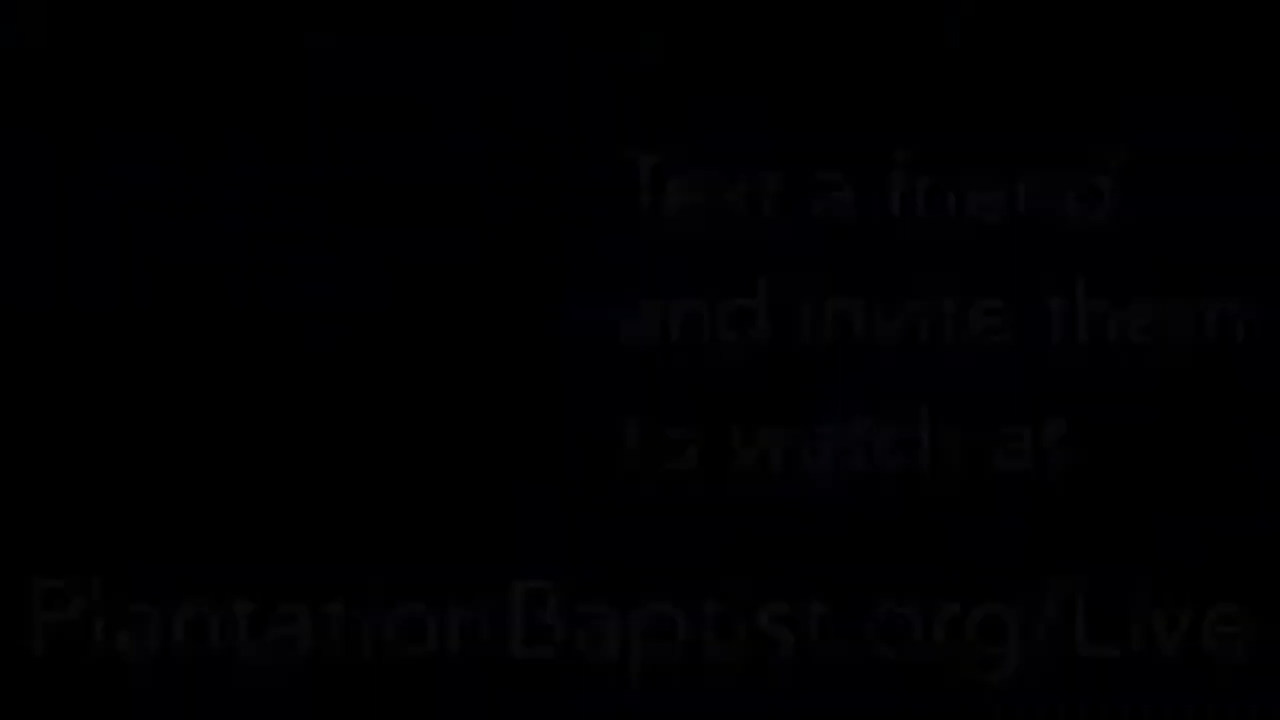 Text a friend
and invite them
to watch at
PlantationBaptist.org/Live